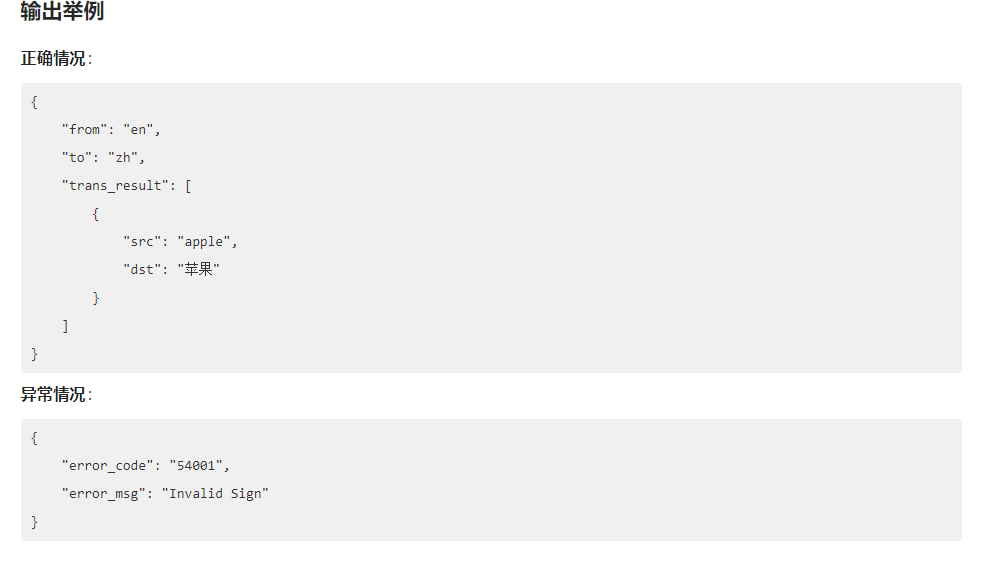 输出举例
正确情况：
{
    "from": "en",
    "to": "zh",
    "trans_result": [
        {
            "src": "apple",
            "dst": "苹果"
        }
    ]
}
异常情况：
{
    "error_code": "54001",
    "error_msg": "Invalid Sign"
}